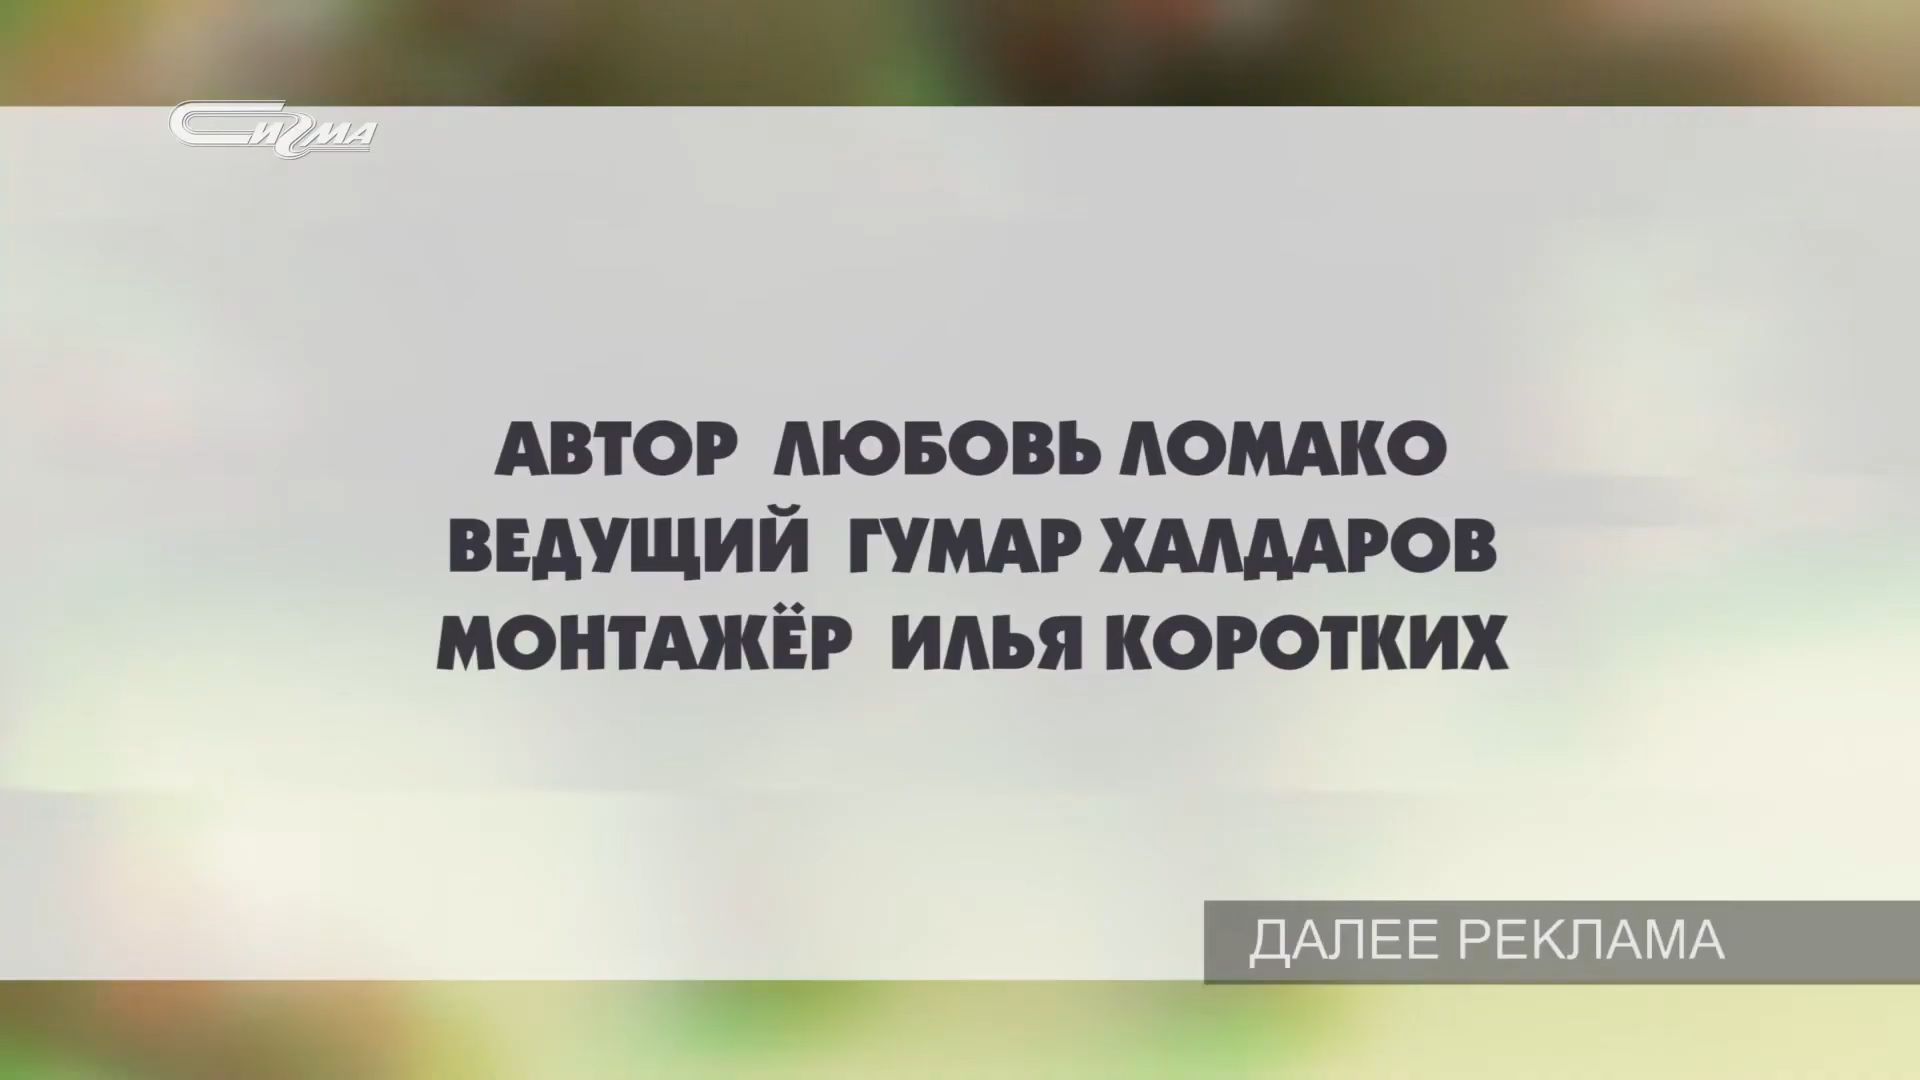 Сигма
АВТОР ЛЮБОВЬ ЛОМАКО
ВЕДУЩИЙ ГУМАР ХАЛДАРОВ
МОНТАЖЁР ИЛЬЯ КОРОТКИХ
ДАЛЕЕ РЕКЛАМА